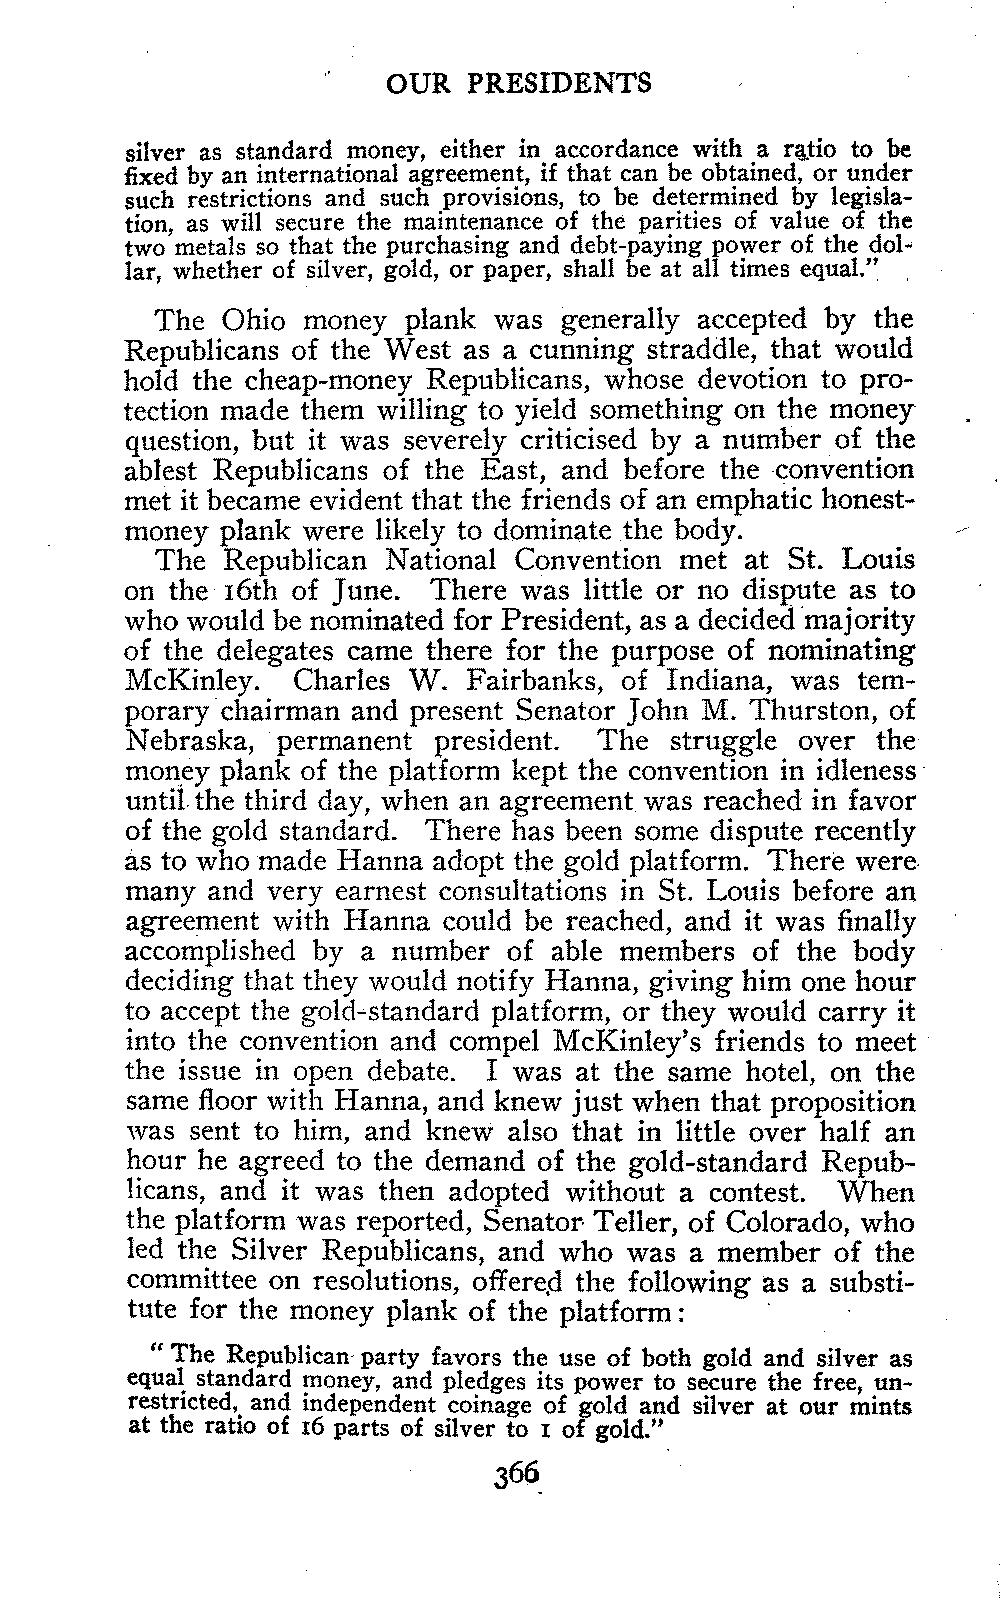 OUR PRESIDENTS
silver as standard money, either in accordance with a ratio to be
fixed by an international agreement, if that can be obtained, or under
such restrictions and such provisions, to be determined by legisla-
tion, as will secure the maintenance of the parities of value of the
two metals so that the purchasing and debt-paying power of the dol-
lar, whether of silver, gold, or paper, shall be at all times equal."
The Ohio money plank was generally accepted by the
Republicans of the West as a cunning straddle, that would
hold the cheap-money Republicans, whose devotion to pro-
tection made them willing to yield something on the money
question, but it was severely criticised by a number of the
ablest Republicans of the East, and before the convention
met it became evident that the friends of an emphatic honest-
money plank were likely to dominate the body.
The Republican National Convention met at St. Louis
on the 16th of June. There was little or no dispute as to
who would be nominated for President, as a decided majority
of the delegates came there for the purpose of nominating
McKinley. Charles W. Fairbanks, of Indiana, was tem-
porary chairman and present Senator John M. Thurston, of
Nebraska, permanent president. The struggle over the
money plank of the platform kept the convention in idleness
until the third day, when an agreement was reached in favor
of the gold standard. There has been some dispute recently
as to who made Hanna adopt the gold platform. There were
many and very earnest consultations in St. Louis before an
agreement with Hanna could be reached, and it was finally
accomplished by a number of able members of the body
deciding that they would notify Hanna, giving him one hour
to accept the gold-standard platform, or they would carry it
into the convention and compel McKinley's friends to meet
the issue in open debate. I was at the same hotel, on the
same floor with Hanna, and knew just when that proposition
was sent to him, and knew also that in little over half an
hour he agreed to the demand of the gold-standard Repub-
licans, and it was then adopted without a contest. When
the platform was reported, Senator Teller, of Colorado, who
led the Silver Republicans, and who was a member of the
committee on resolutions, offered the following as a substi-
tute for the money plank of the platform:
"The Republican party favors the use of both gold and silver as
equal standard money, and pledges its power to secure the free, un-
restricted, and independent coinage of gold and silver at our mints
at the ratio of 16 parts of silver to 1 of gold."
366